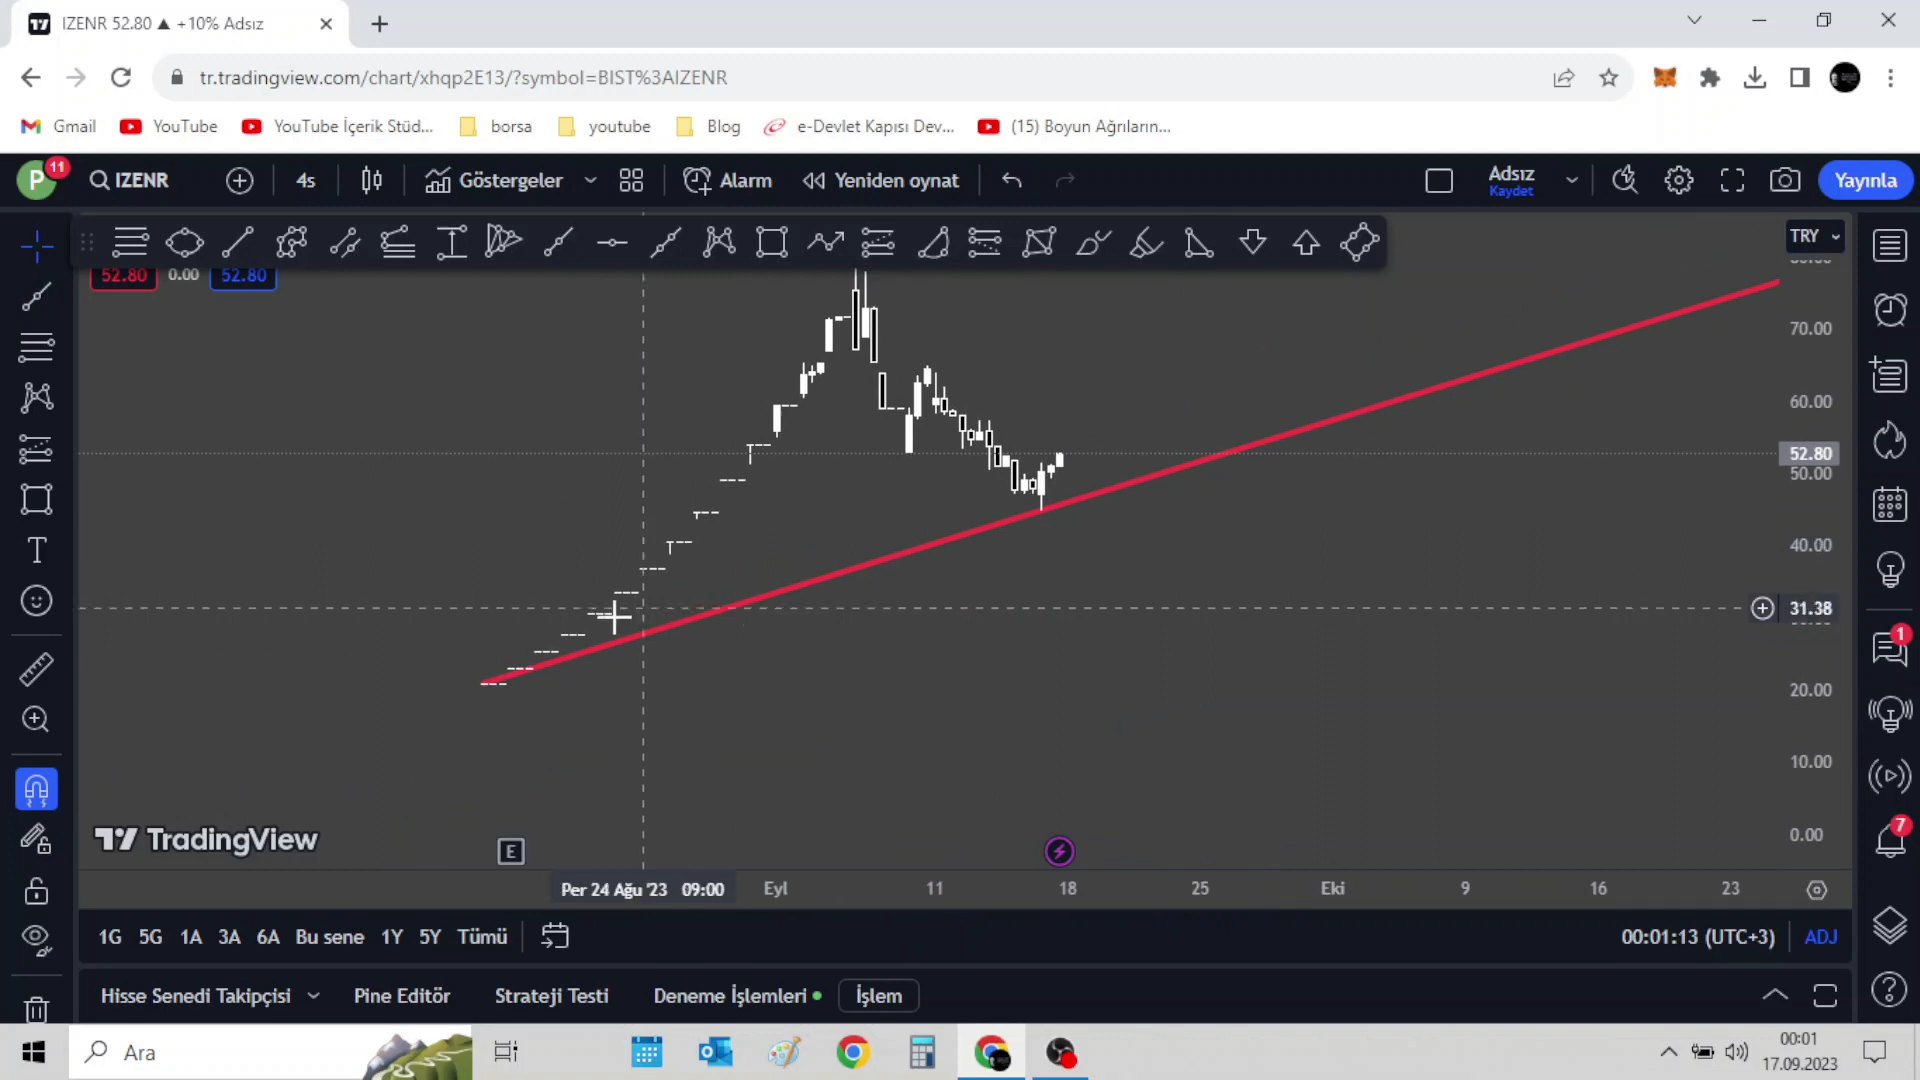 IZENR 52.80 ▲ +10% Adsız
tr.tradingview.com/chart/xhqp2E13/?symbol=BIST%3AIZENR
Gmail YouTube YouTube İçerik Stüd... borsa youtube Blog e-Devlet Kapısı Dev... (15) Boyun Ağrıların...
P 11 IZENR 4s Göstergeler Alarm Yeniden oynat Adsız Yayınla
Kaydet
TRY
52.80 0.00 52.80
70.00
60.00
52.80
50.00
40.00
31.38
20.00
10.00
0.00
T
1
7
TradingView
E
Per 24 Ağu '23 09:00 Eyl 11 18 25 Eki 9 16 23
1G 5G 1A 3A 6A Bu sene 1Y 5Y Tümü 00:01:13 (UTC+3) ADJ
Hisse Senedi Takipçisi Pine Editör Strateji Testi Deneme İşlemleri İşlem
Ara
00:01
17.09.2023